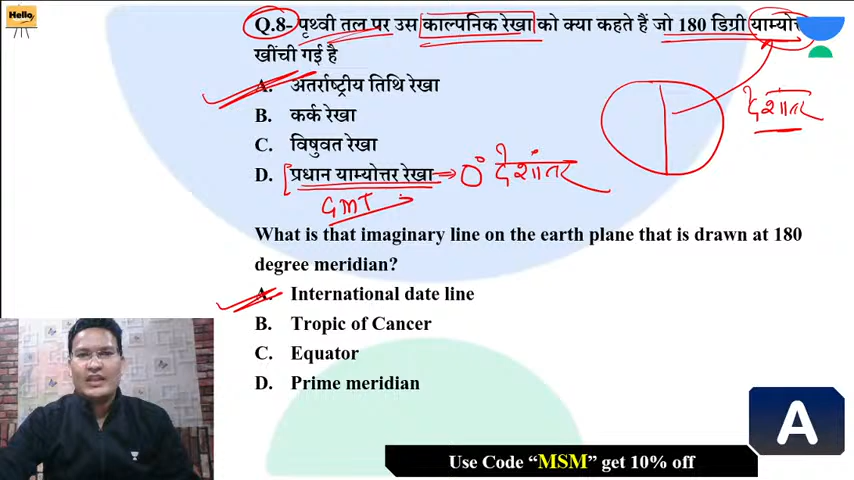 Hello
Q.8- पृथ्वी तल पर उस काल्पनिक रेखा को क्या कहते हैं जो 180 डिग्री
खींची गई है
A. अतर्राष्ट्रीय तिथि रेखा
B. कर्क रेखा
C. विषुवत रेखा
D. प्रधान याम्योत्तर रेखा
0° देशांतर
GMT
देशांतर
What is that imaginary line on the earth plane that is drawn at 180
degree meridian?
A. International date line
B. Tropic of Cancer
C. Equator
D. Prime meridian
A
Use Code “MSM” get 10% off